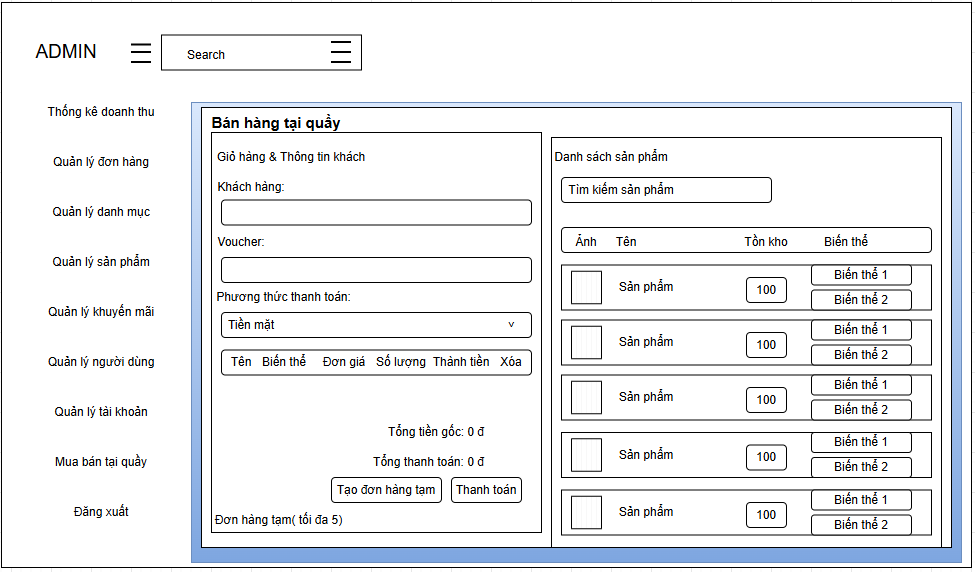 ADMIN
Search
Thống kê doanh thu
Quản lý đơn hàng
Quản lý danh mục
Quản lý sản phẩm
Quản lý khuyến mãi
Quản lý người dùng
Quản lý tài khoản
Mua bán tại quầy
Đăng xuất
Bán hàng tại quầy
Giỏ hàng & Thông tin khách
Khách hàng:
Voucher:
Phương thức thanh toán:
Tiền mặt v
Tên Biến thể Đơn giá Số lượng Thành tiền Xóa
Tổng tiền gốc: 0 đ
Tổng thanh toán: 0 đ
Tạo đơn hàng tạm Thanh toán
Đơn hàng tạm( tối đa 5)
Danh sách sản phẩm
Tìm kiếm sản phẩm
Ảnh Tên Tồn kho Biến thể
Sản phẩm 100 Biến thể 1
Biến thể 2
Sản phẩm 100 Biến thể 1
Biến thể 2
Sản phẩm 100 Biến thể 1
Biến thể 2
Sản phẩm 100 Biến thể 1
Biến thể 2
Sản phẩm 100 Biến thể 1
Biến thể 2